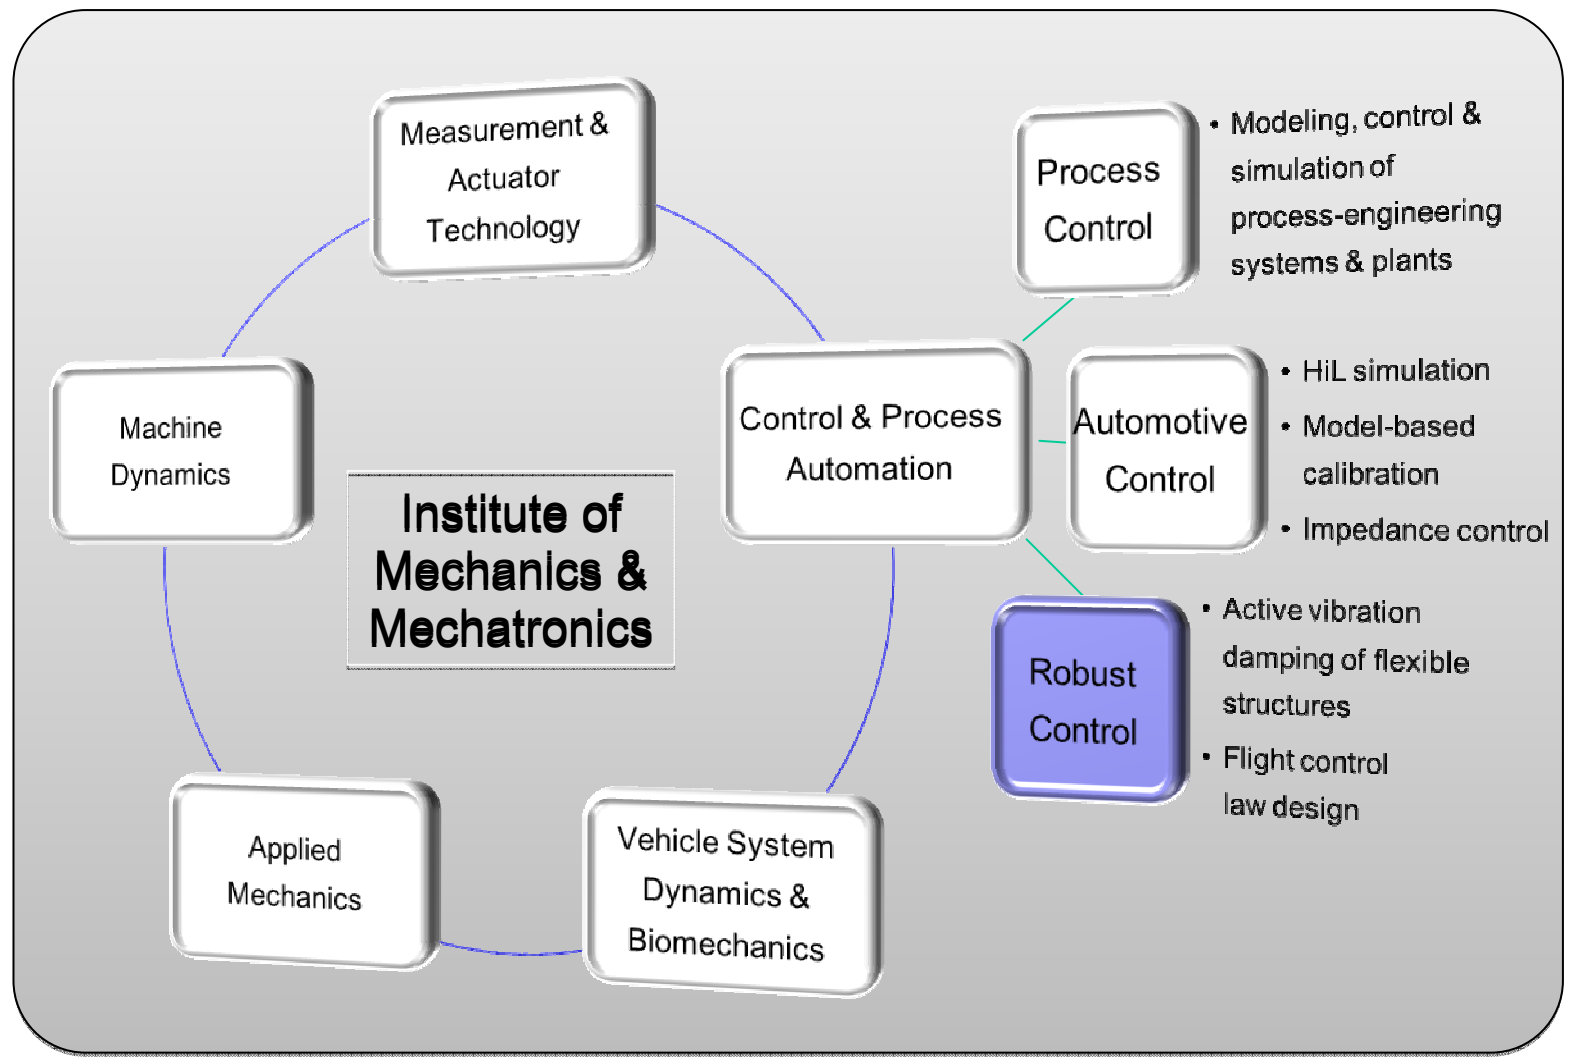 Measurement &
Actuator
Technology
Machine
Dynamics
Institute of
Mechanics &
Mechatronics
Control & Process
Automation
Applied
Mechanics
Vehicle System
Dynamics &
Biomechanics
Process
Control
• Modeling, control &
simulation of
process-engineering
systems & plants
Automotive
Control
• HiL simulation
• Model-based
calibration
• Impedance control
Robust
Control
• Active vibration
damping of flexible
structures
• Flight control
law design